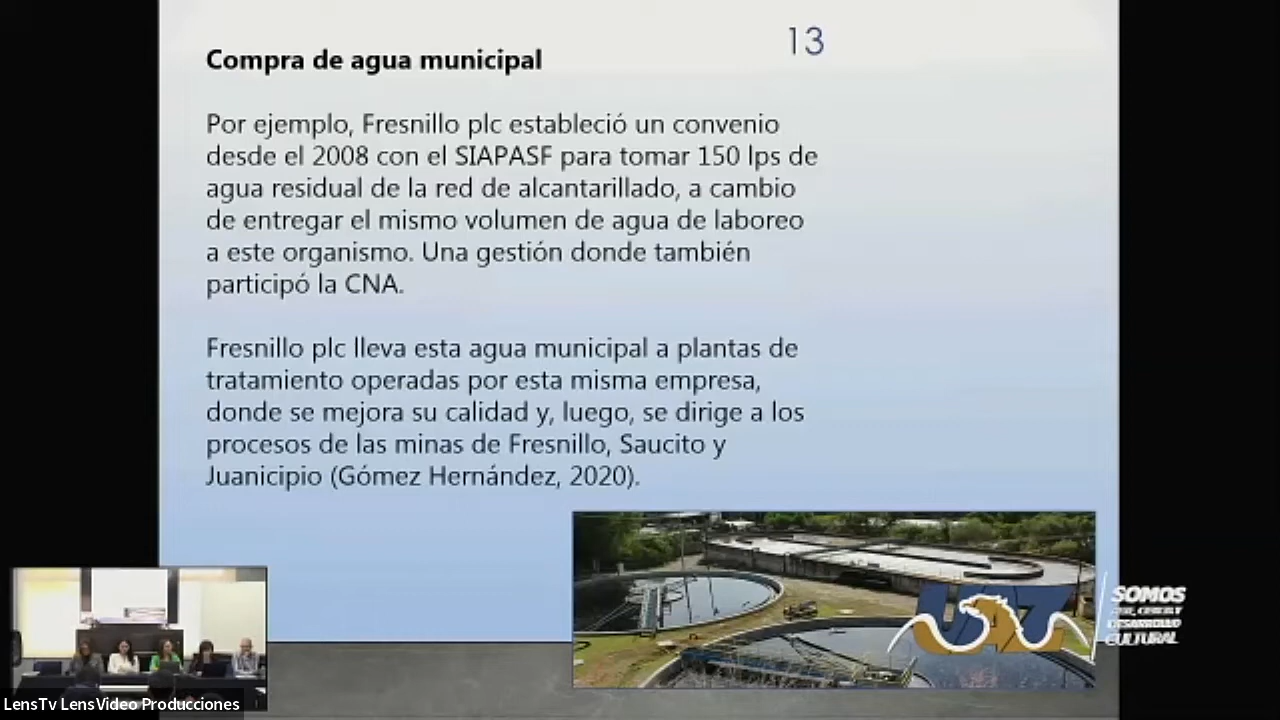 13
Compra de agua municipal
Por ejemplo, Fresnillo plc estableció un convenio
desde el 2008 con el SIAPASF para tomar 150 lps de
agua residual de la red de alcantarillado, a cambio
de entregar el mismo volumen de agua de laboreo
a este organismo. Una gestión donde también
participó la CNA.
Fresnillo plc lleva esta agua municipal a plantas de
tratamiento operadas por esta misma empresa,
donde se mejora su calidad y, luego, se dirige a los
procesos de las minas de Fresnillo, Saucito y
Juanicipio (Gómez Hernández, 2020).
UAZ
SOMOS
DESARROLLO
CULTURAL
LensTv LensVideo Producciones